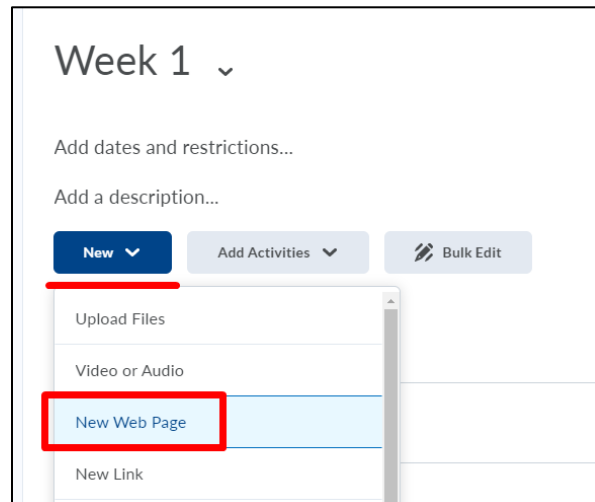 Week 1
Add dates and restrictions...
Add a description...
New Add Activities Bulk Edit
Upload Files
Video or Audio
New Web Page
New Link